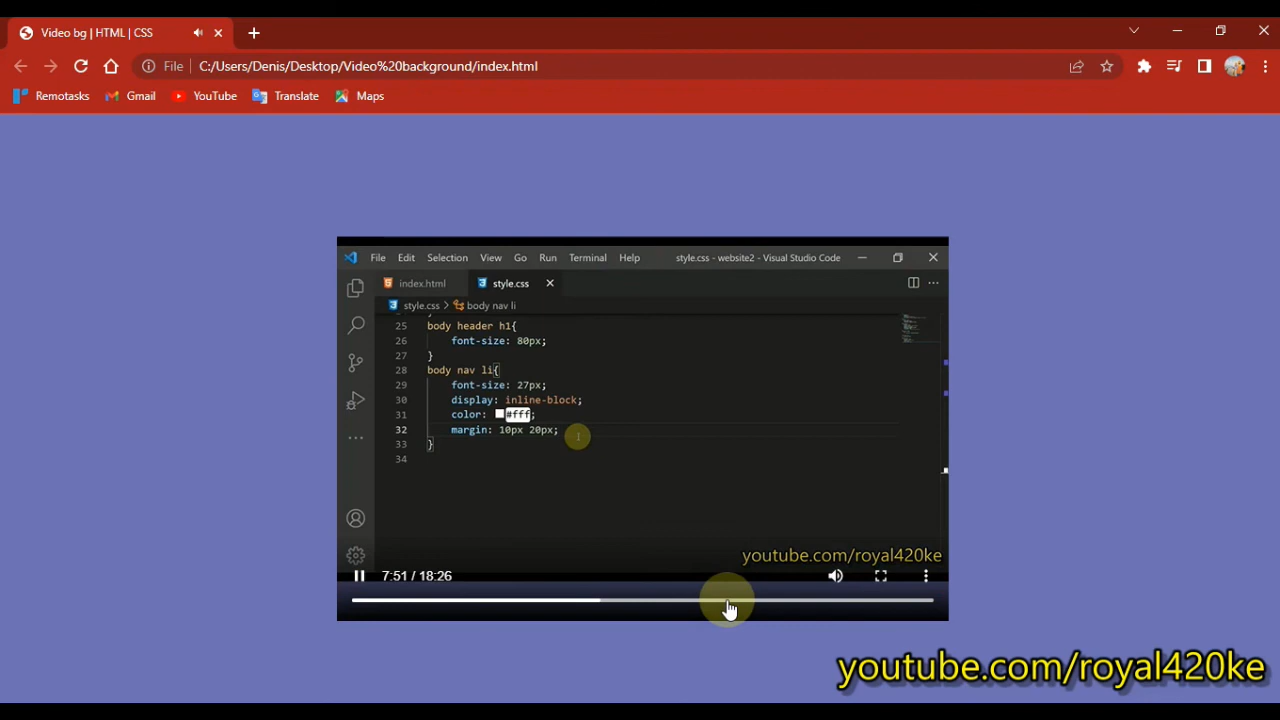 Video bg | HTML | CSS
File C:/Users/Denis/Desktop/Video%20background/index.html
Remotasks Gmail YouTube Translate Maps
File Edit Selection View Go Run Terminal Help style.css - website2 - Visual Studio Code
index.html style.css
style.css > body nav li
25 body header h1{
26 font-size: 80px;
27 }
28 body nav li{
29 font-size: 27px;
30 display: inline-block;
31 color: #fff;
32 margin: 10px 20px;
33 }
34
youtube.com/royal420ke
7:51 / 18:26
youtube.com/royal420ke